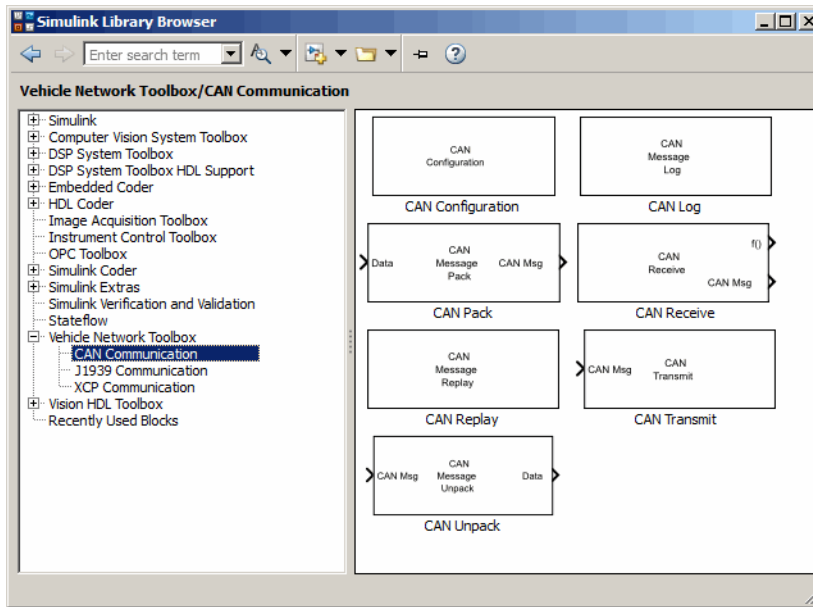 Simulink Library Browser
Enter search term
Vehicle Network Toolbox/CAN Communication
Simulink
Computer Vision System Toolbox
DSP System Toolbox
DSP System Toolbox HDL Support
Embedded Coder
HDL Coder
Image Acquisition Toolbox
Instrument Control Toolbox
OPC Toolbox
Simulink Coder
Simulink Extras
Simulink Verification and Validation
Stateflow
Vehicle Network Toolbox
CAN Communication
J1939 Communication
XCP Communication
Vision HDL Toolbox
Recently Used Blocks
CAN
Configuration
CAN Configuration
CAN
Message
Log
CAN Log
Data
CAN
Message
Pack
CAN Msg
CAN Pack
CAN
Receive
f()
CAN Msg
CAN Receive
CAN
Message
Replay
CAN Replay
CAN Msg
CAN
Transmit
CAN Transmit
CAN Msg
CAN
Message
Unpack
Data
CAN Unpack